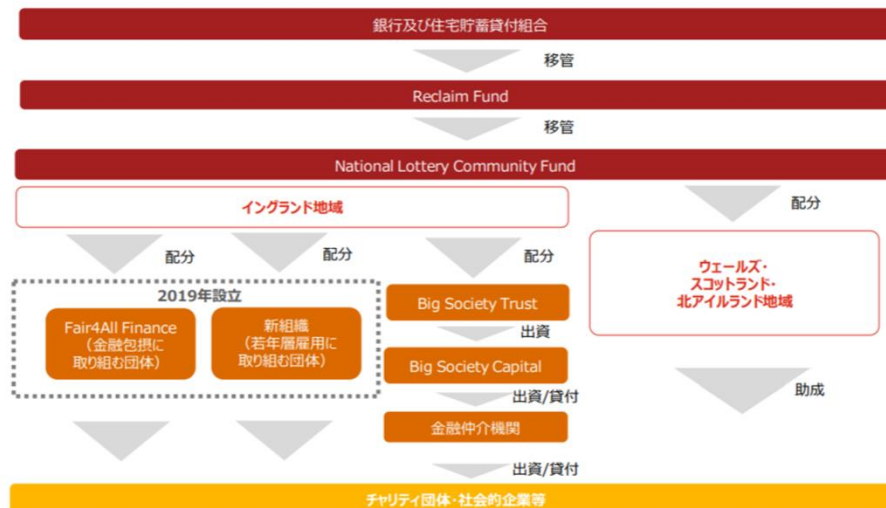 銀行及び住宅貯蓄貸付組合
移管
Reclaim Fund
移管
National Lottery Community Fund
イングランド地域
配分
配分
配分
配分
ウェールズ・
スコットランド・
北アイルランド地域
2019年設立
Fair4All Finance
（金融包摂に
取り組む団体）
新組織
（若年層雇用に
取り組む団体）
Big Society Trust
出資
Big Society Capital
出資/貸付
金融仲介機関
出資/貸付
助成
チャリティ団体・社会的企業等